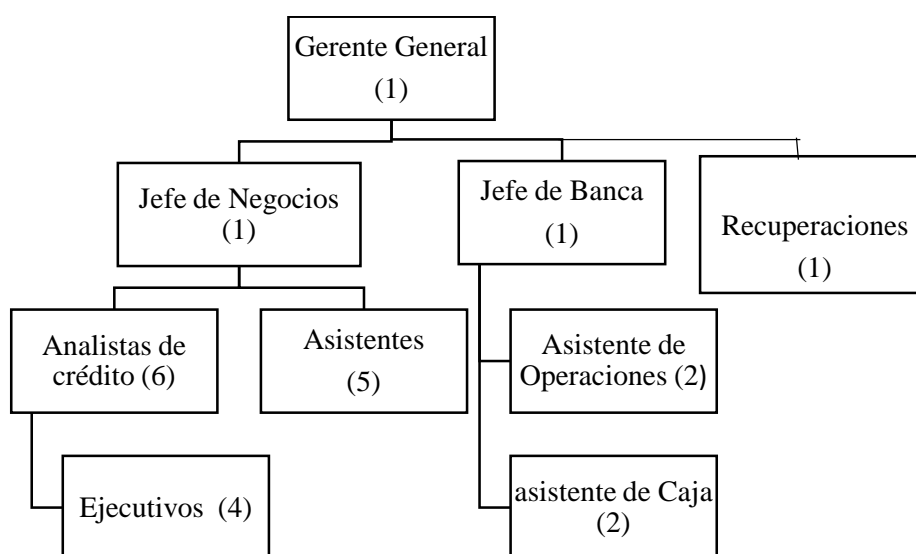 Gerente General
(1)
Jefe de Negocios
(1)
Jefe de Banca
(1)
Recuperaciones
(1)
Analistas de
crédito (6)
Asistentes
(5)
Asistente de
Operaciones (2)
Ejecutivos (4)
asistente de Caja
(2)